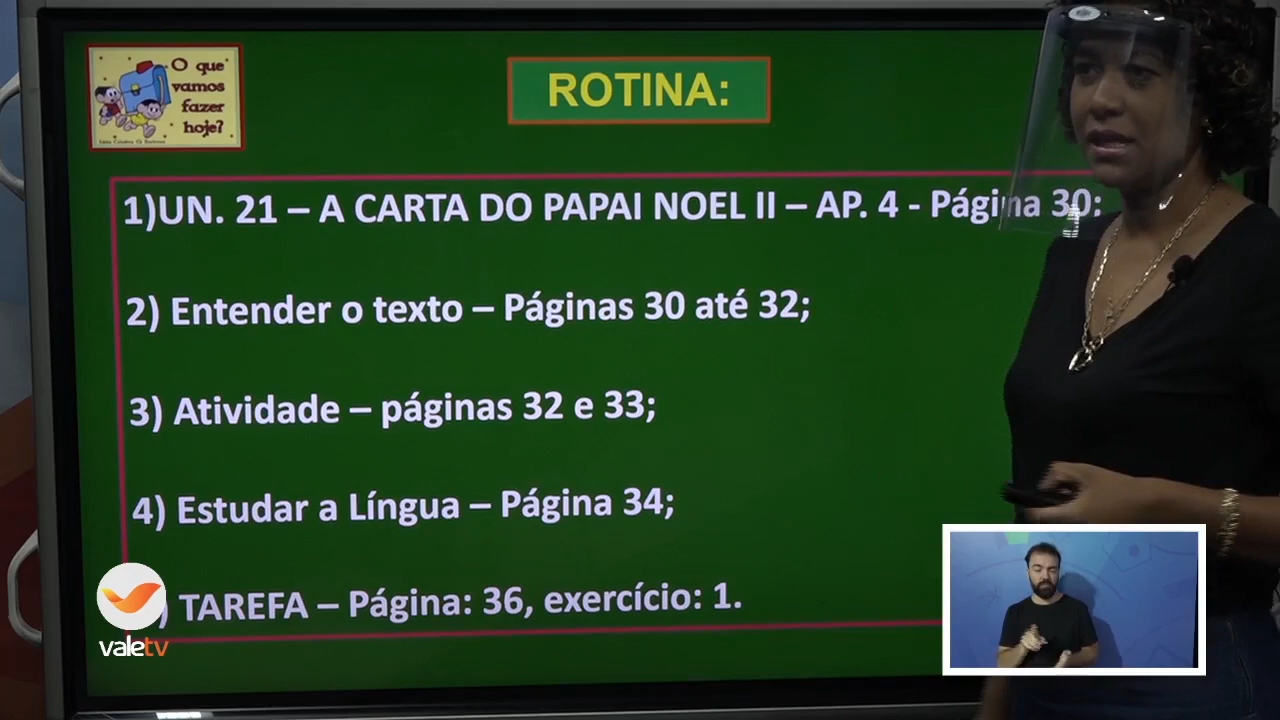 O que
vamos
fazer
hoje?
ROTINA:
1)UN. 21 – A CARTA DO PAPAI NOEL II – AP. 4 - Página 30;
2) Entender o texto – Páginas 30 até 32;
3) Atividade – páginas 32 e 33;
4) Estudar a Língua – Página 34;
) TAREFA – Página: 36, exercício: 1.
valetv